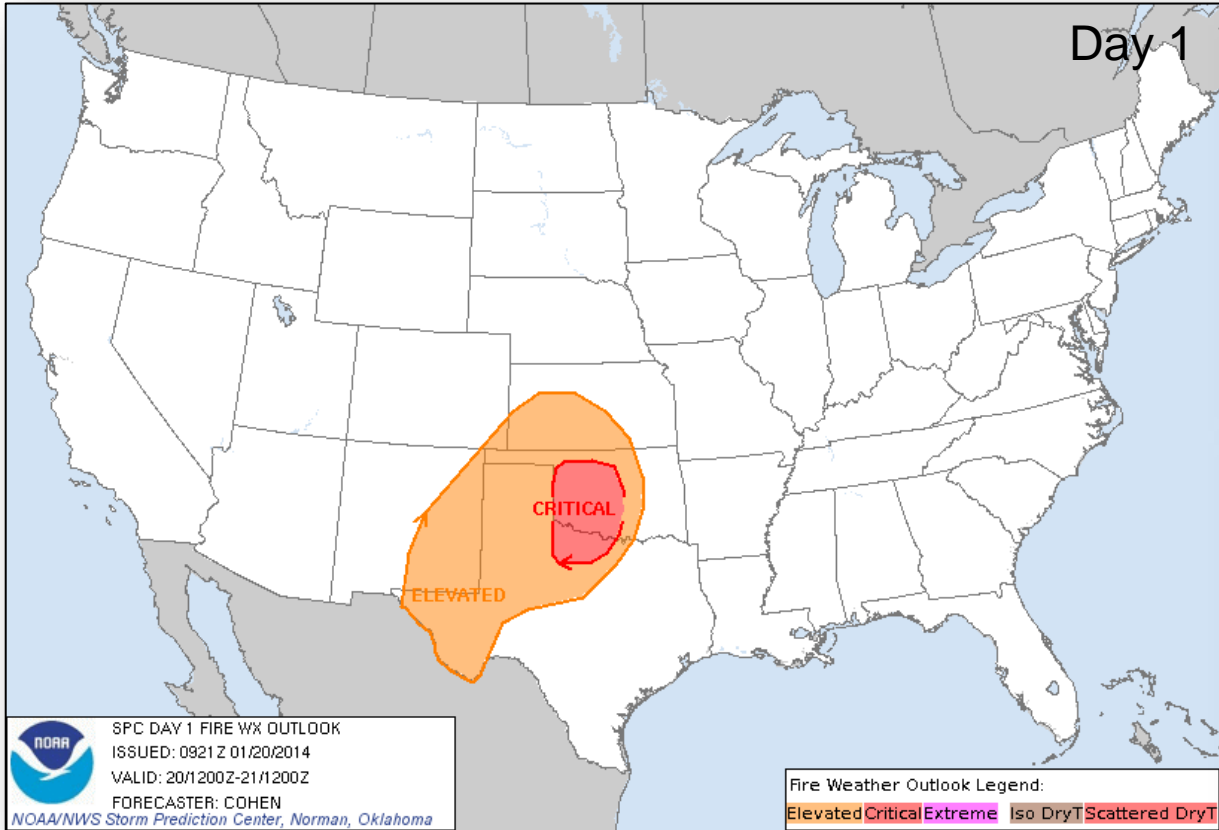 Day 1
CRITICAL
ELEVATED
NOAA
SPC DAY 1 FIRE WX OUTLOOK
ISSUED: 0921Z 01/20/2014
VALID: 20/1200Z-21/1200Z
FORECASTER: COHEN
NOAA/NWS Storm Prediction Center, Norman, Oklahoma
Fire Weather Outlook Legend:
Elevated Critical Extreme Iso DryT Scattered DryT